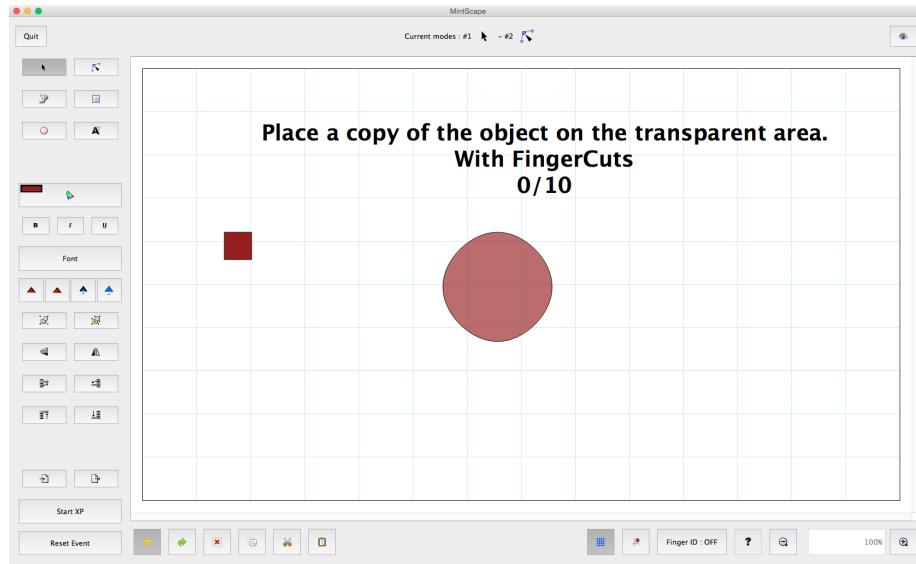 MintScape
Quit
Current modes : #1 - #2
Place a copy of the object on the transparent area.
With FingerCuts
0/10
A
B I U
Font
Start XP
Reset Event
Finger ID : OFF
?
100%